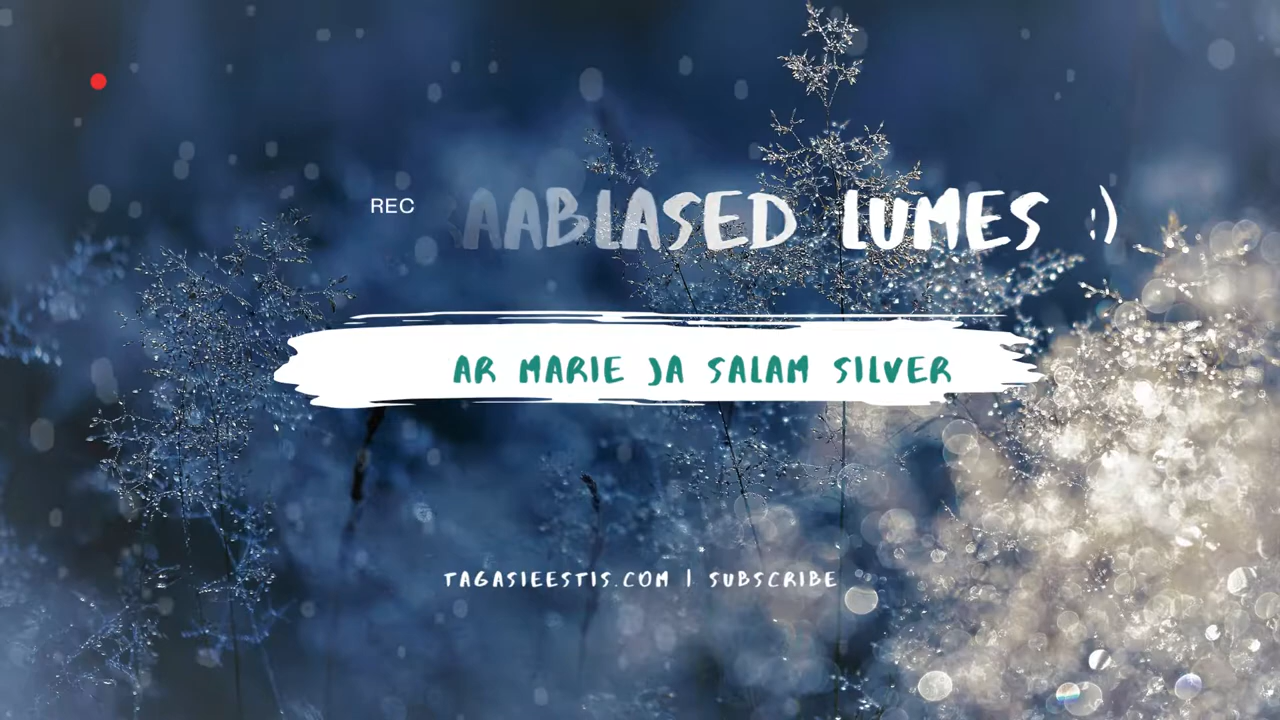 REC
AABLASED LUMES :)
AR MARIE JA SALAM SILVER
TAGASIEESTIS.COM | SUBSCRIBE